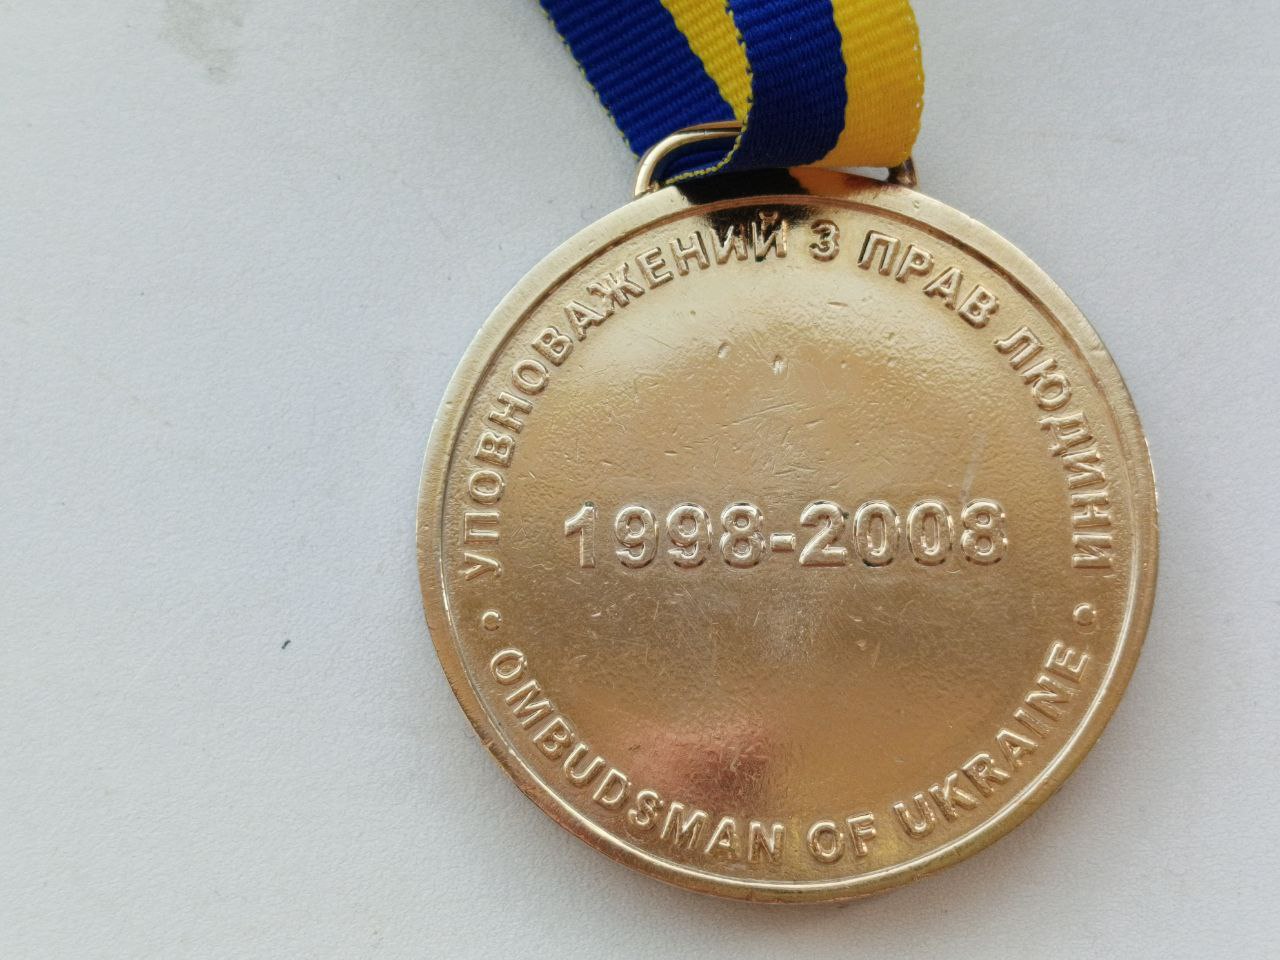 УПОВНОВАЖЕНИЙ З ПРАВ ЛЮДИНИ
1998-2008
OMBUDSMAN OF UKRAINE